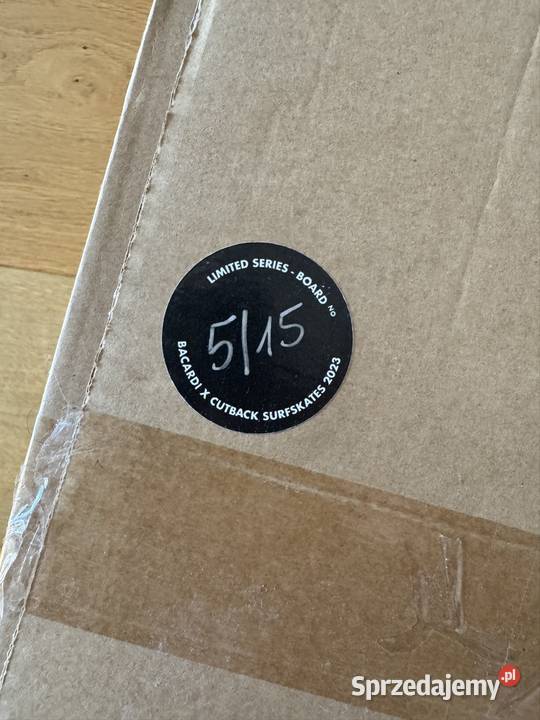 LIMITED SERIES - BOARD NO
5/15
BACARDI X CUTBACK SURFSKATES 2023
Sprzedajemy.pl